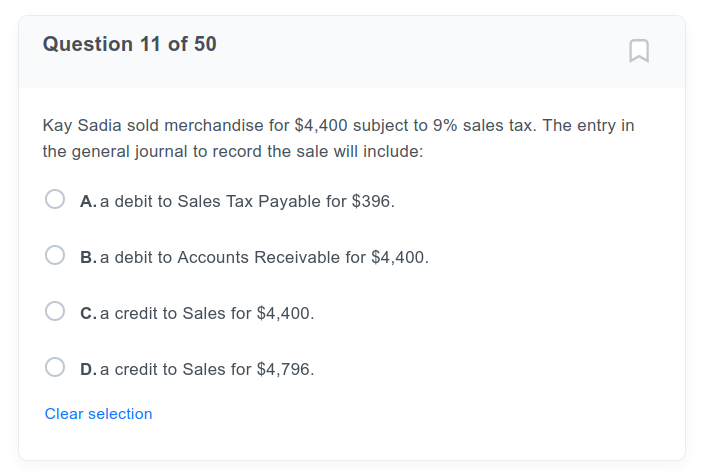 Question 11 of 50
Kay Sadia sold merchandise for $4,400 subject to 9% sales tax. The entry in
the general journal to record the sale will include:
A. a debit to Sales Tax Payable for $396.
B. a debit to Accounts Receivable for $4,400.
C. a credit to Sales for $4,400.
D. a credit to Sales for $4,796.
Clear selection